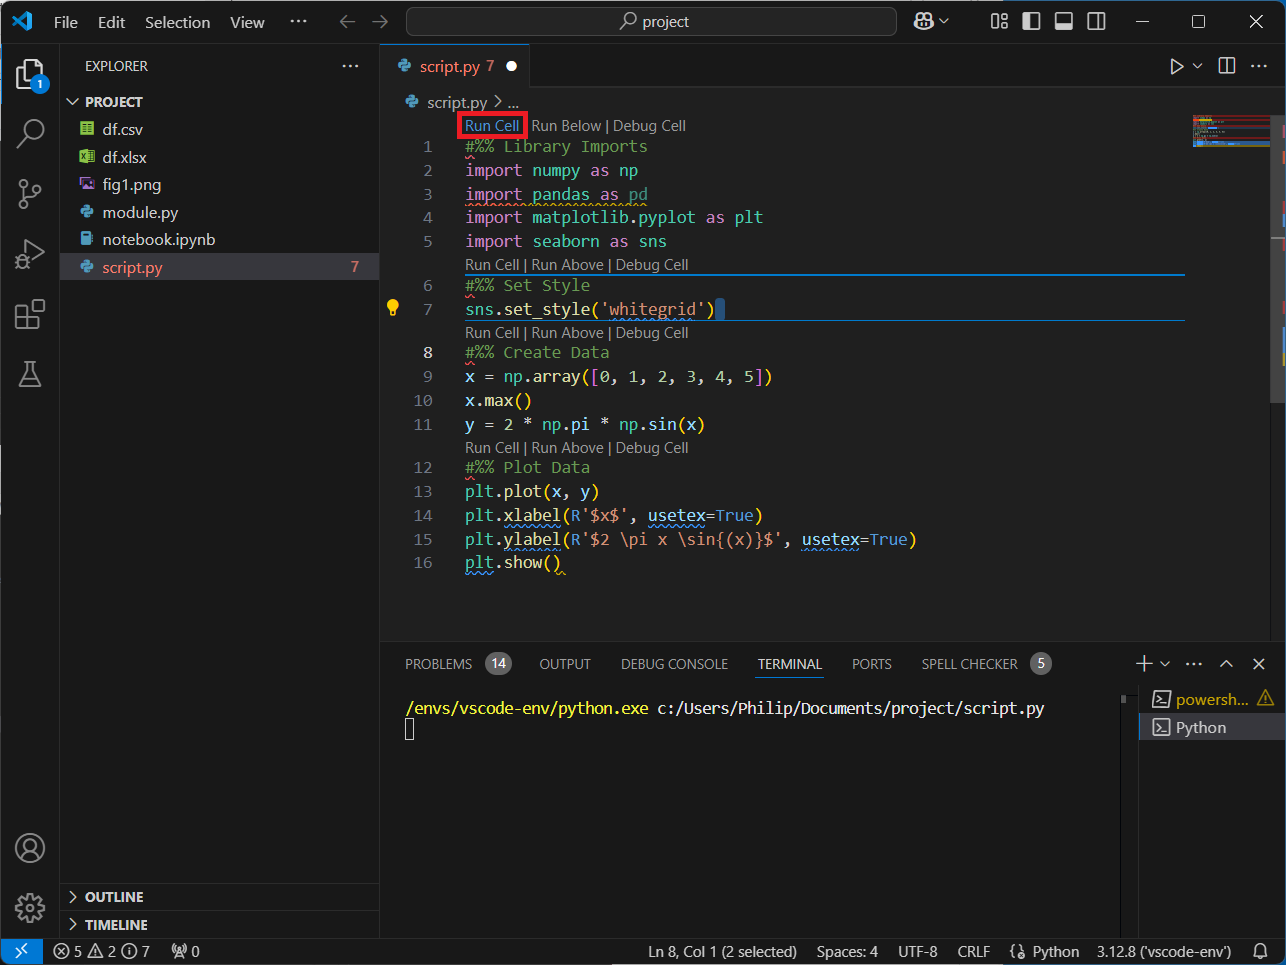 File Edit Selection View ··· project
EXPLORER ···
1
PROJECT
df.csv
df.xlsx
fig1.png
module.py
notebook.ipynb
script.py 7
OUTLINE
TIMELINE
script.py 7
script.py > ...
Run Cell | Run Below | Debug Cell
1 #%% Library Imports
2 import numpy as np
3 import pandas as pd
4 import matplotlib.pyplot as plt
5 import seaborn as sns
Run Cell | Run Above | Debug Cell
6 #%% Set Style
7 sns.set_style('whitegrid')
Run Cell | Run Above | Debug Cell
8 #%% Create Data
9 x = np.array([0, 1, 2, 3, 4, 5])
10 x.max()
11 y = 2 * np.pi * np.sin(x)
Run Cell | Run Above | Debug Cell
12 #%% Plot Data
13 plt.plot(x, y)
14 plt.xlabel(R'$x$', usetex=True)
15 plt.ylabel(R'$2 \pi x \sin{(x)}$', usetex=True)
16 plt.show()
PROBLEMS 14 OUTPUT DEBUG CONSOLE TERMINAL PORTS SPELL CHECKER 5
/envs/vscode-env/python.exe c:/Users/Philip/Documents/project/script.py
powersh...
Python
5 2 7 0 Ln 8, Col 1 (2 selected) Spaces: 4 UTF-8 CRLF {} Python 3.12.8 ('vscode-env')